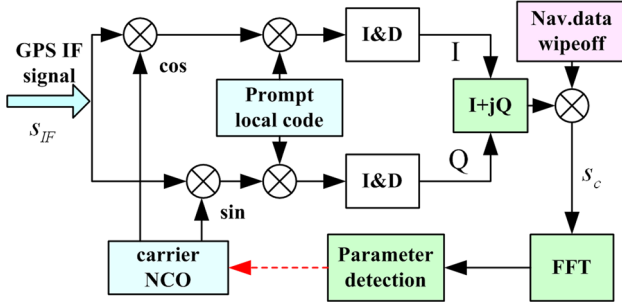 GPS IF
signal
s_IF
cos
sin
I&D
I&D
Prompt
local code
I
Q
I+jQ
Nav.data
wipeoff
s_c
FFT
Parameter
detection
carrier
NCO